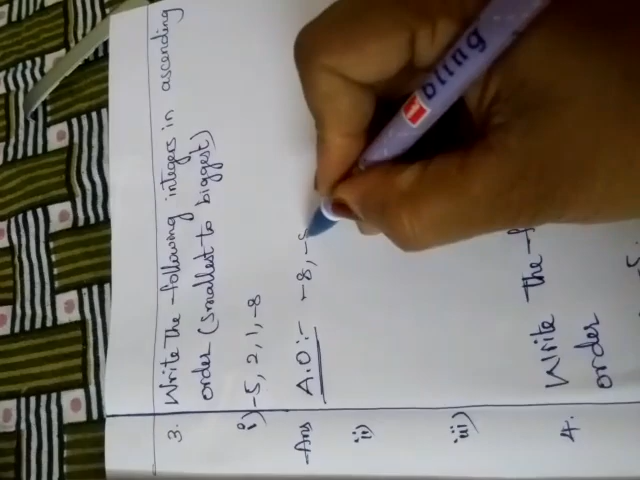 3. Write the following integers in ascending
order (smallest to biggest)
i) -5, 2, 1, -8
Ans A.O:- -8, -5
ii)
iii)
4. Write the
order
bling